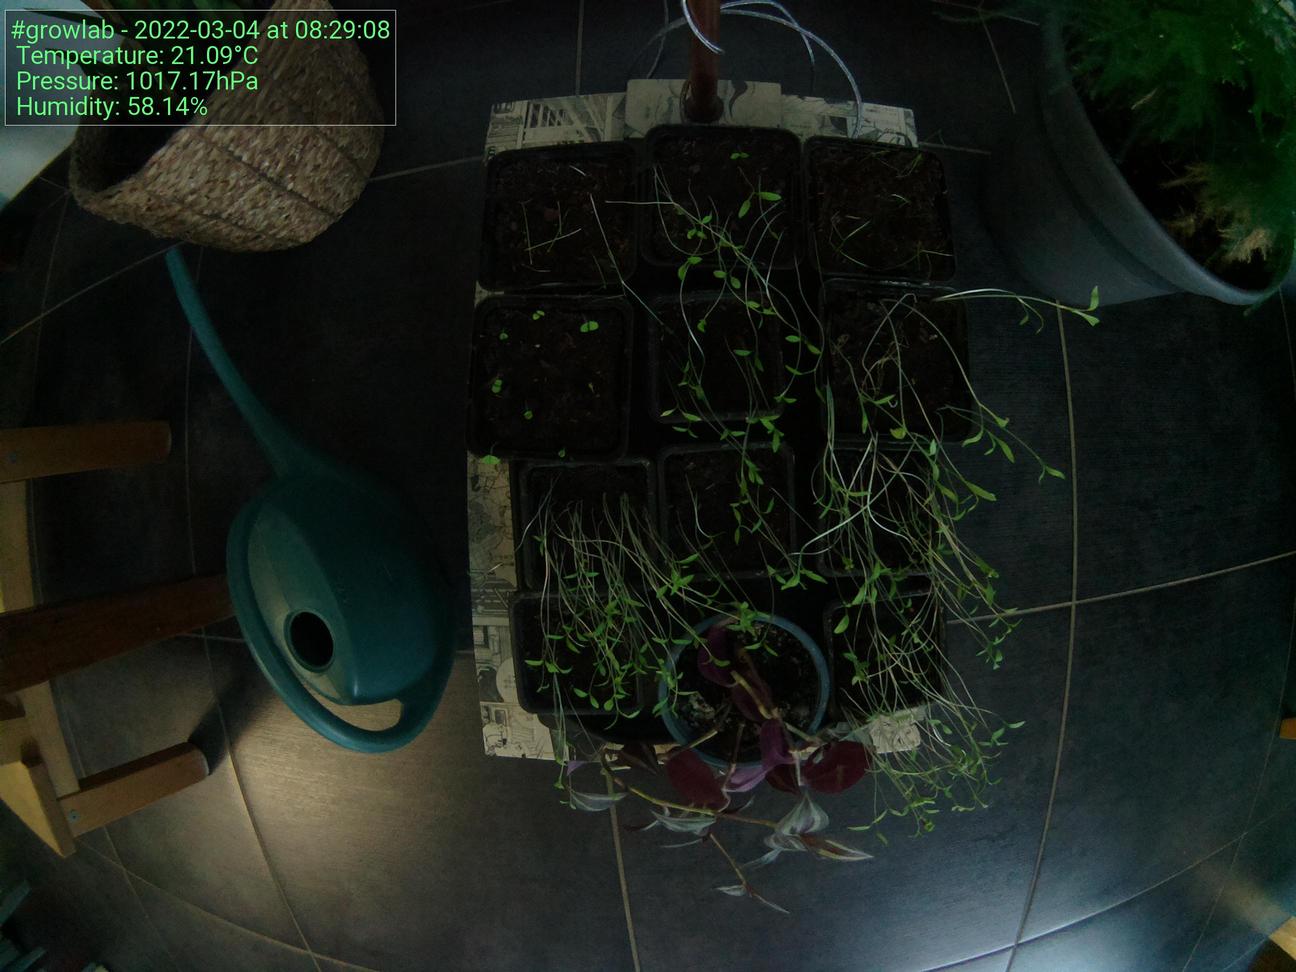 #growlab - 2022-03-04 at 08:29:08
Temperature: 21.09°C
Pressure: 1017.17hPa
Humidity: 58.14%